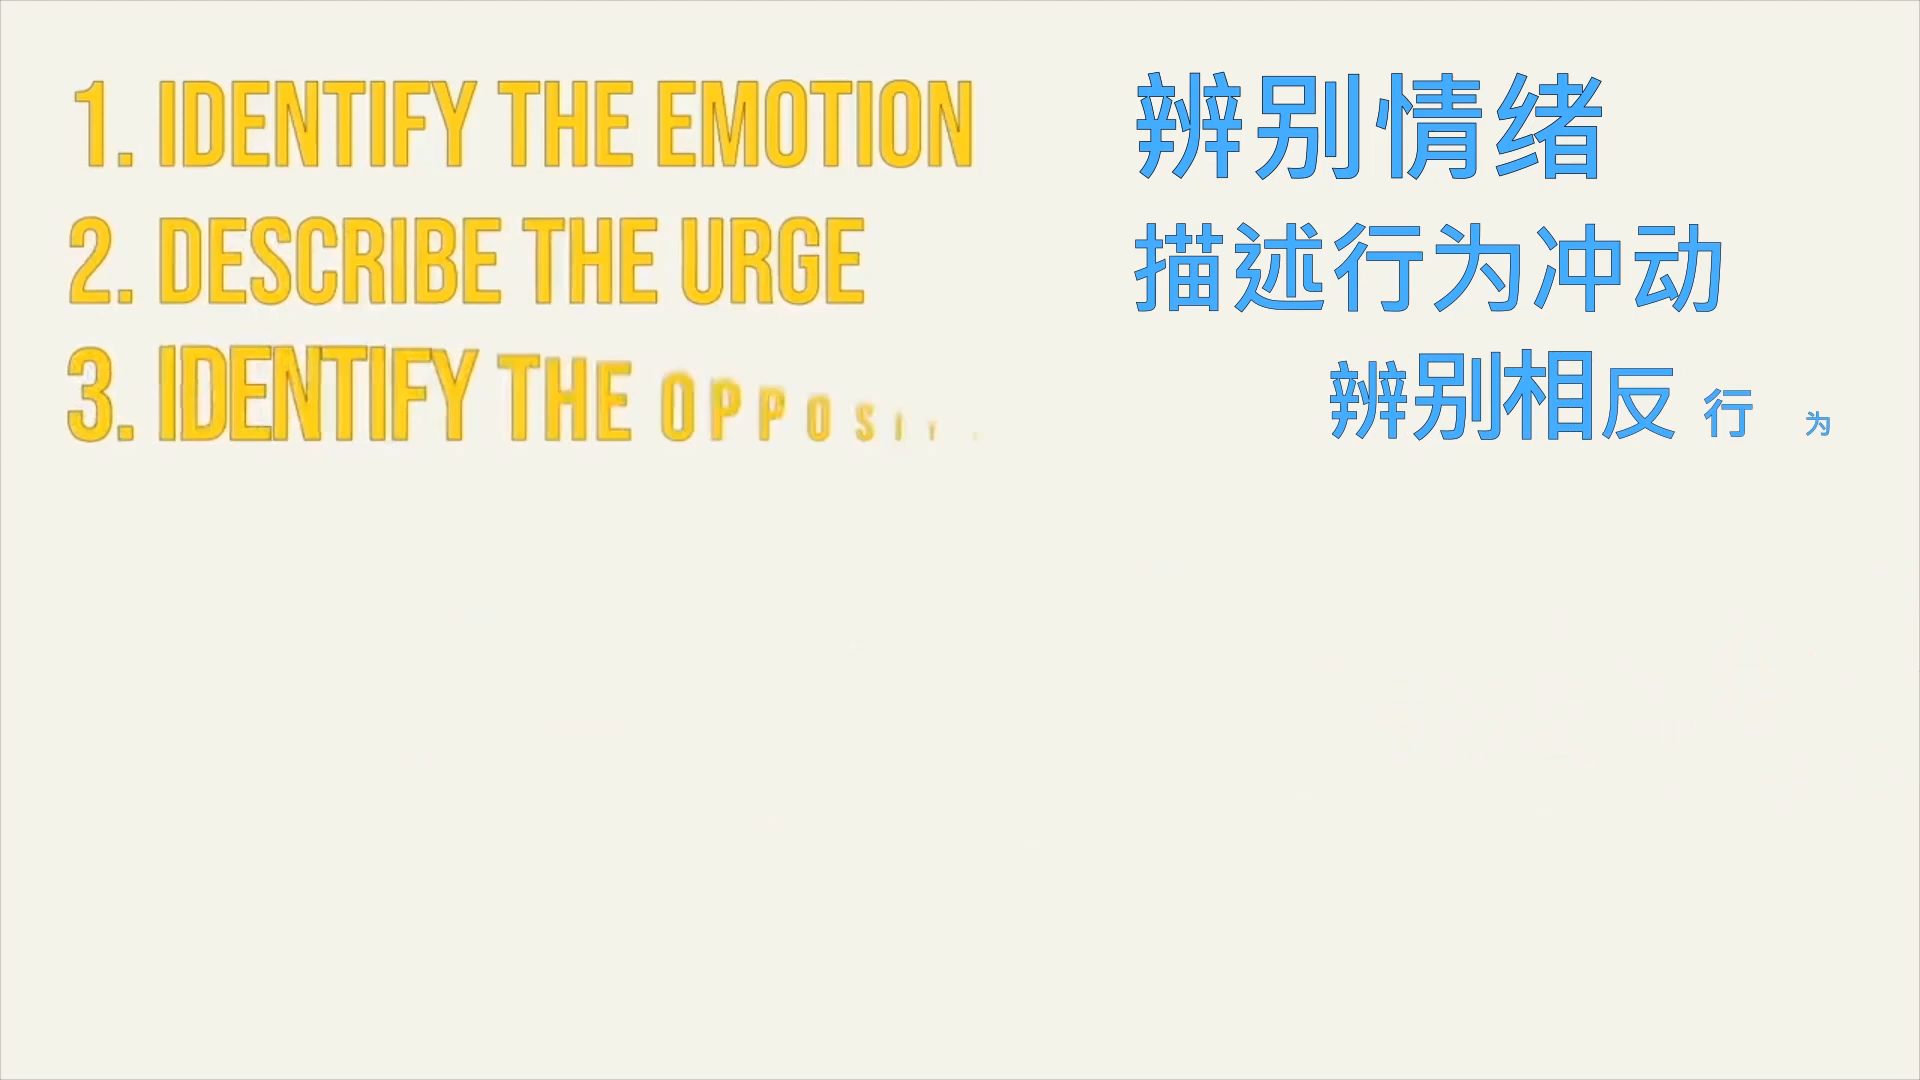 1. IDENTIFY THE EMOTION
辨别情绪
2. DESCRIBE THE URGE
描述行为冲动
3. IDENTIFY THE
辨别相反行为